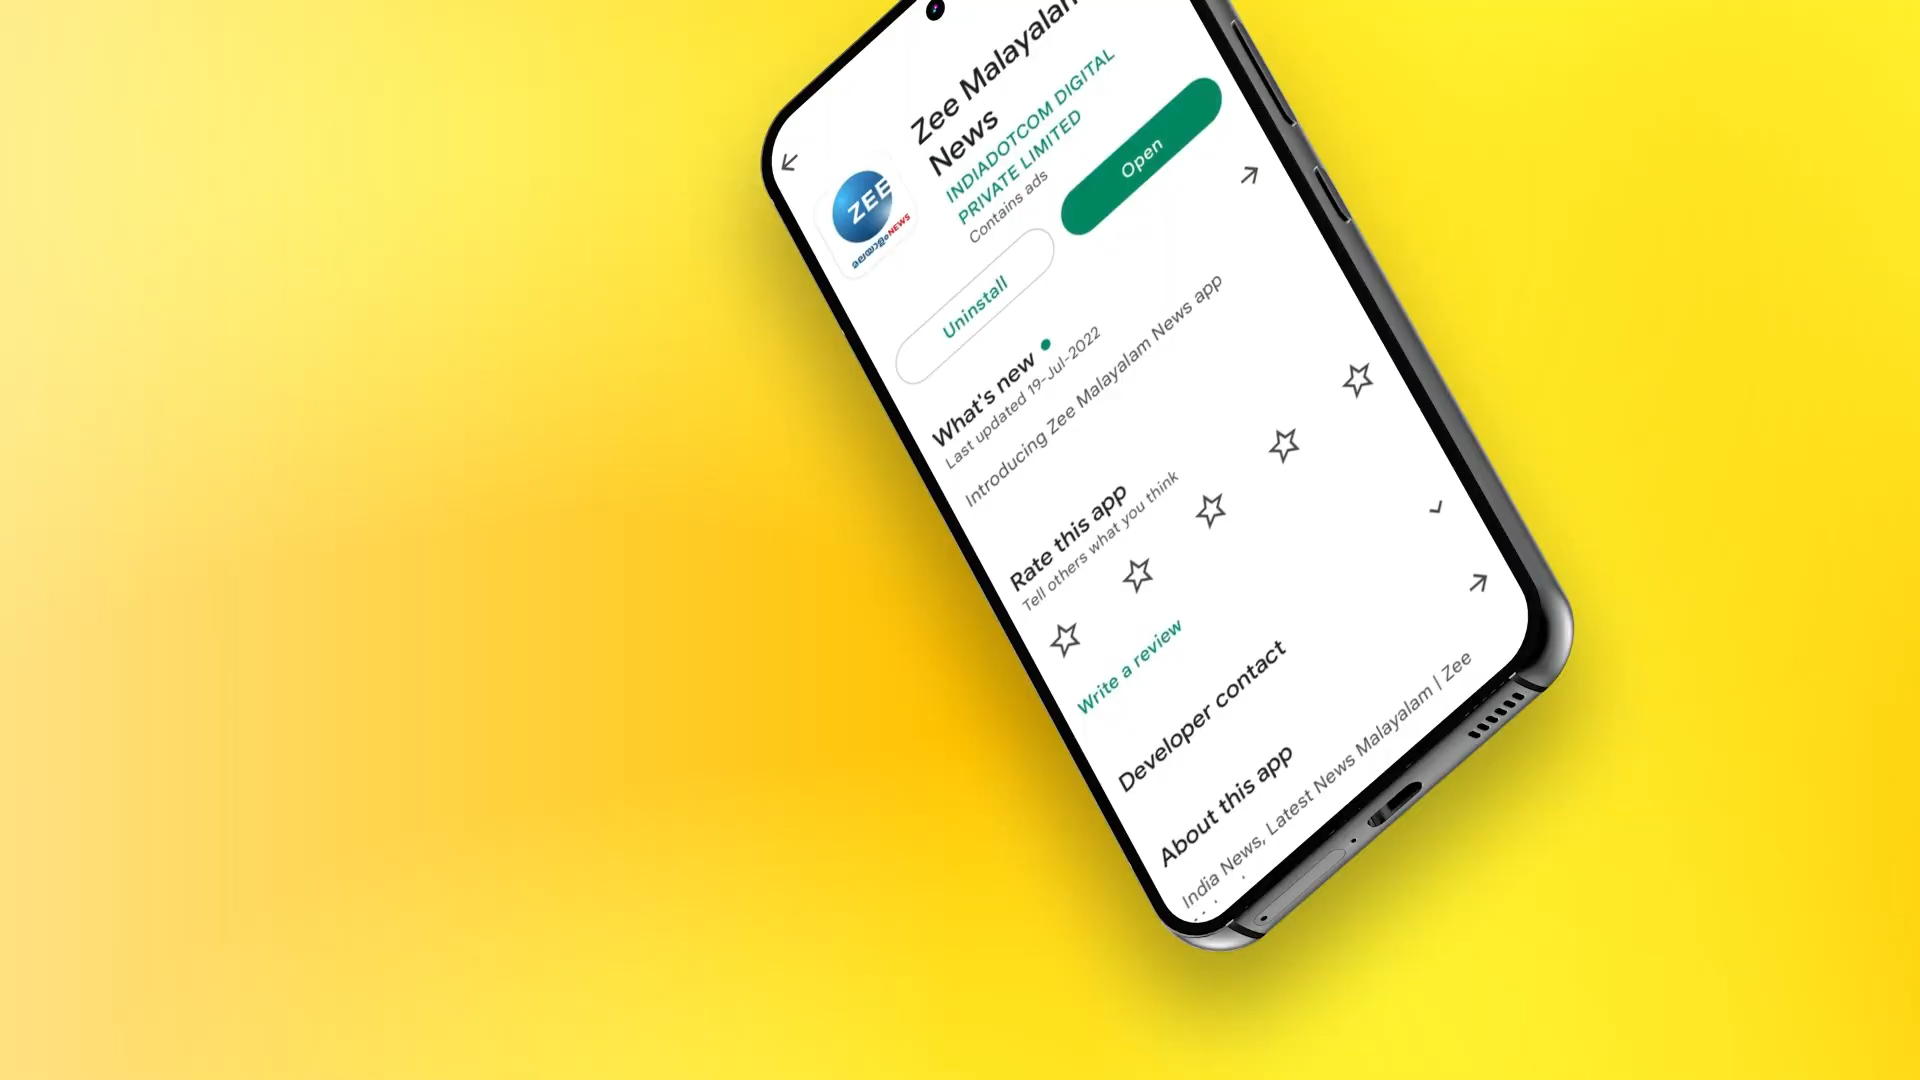 Zee Malayalam
News
INDIADOTCOM DIGITAL
PRIVATE LIMITED
Contains ads
ZEE
മലയാളംNEWS
Uninstall
Open
What's new
Last updated 19-Jul-2022
Introducing Zee Malayalam News app
Rate this app
Tell others what you think
Write a review
Developer contact
About this app
India News, Latest News Malayalam | Zee